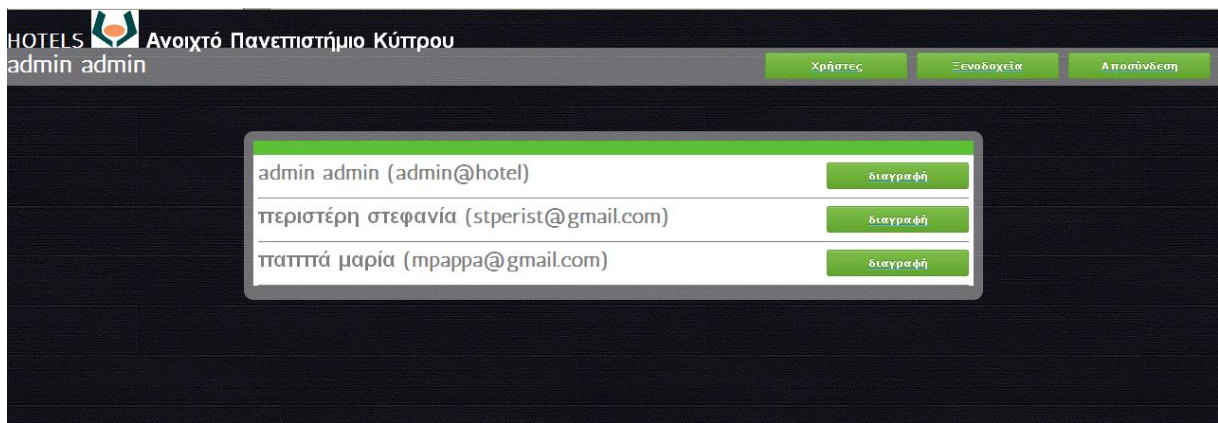 HOTELS Ανοιχτό Πανεπιστήμιο Κύπρου
admin admin Χρήστες Ξενοδοχεία Αποσύνδεση
admin admin (admin@hotel) διαγραφή
περιστέρη στεφανία (stperist@gmail.com) διαγραφή
παππά μαρία (mpappa@gmail.com) διαγραφή